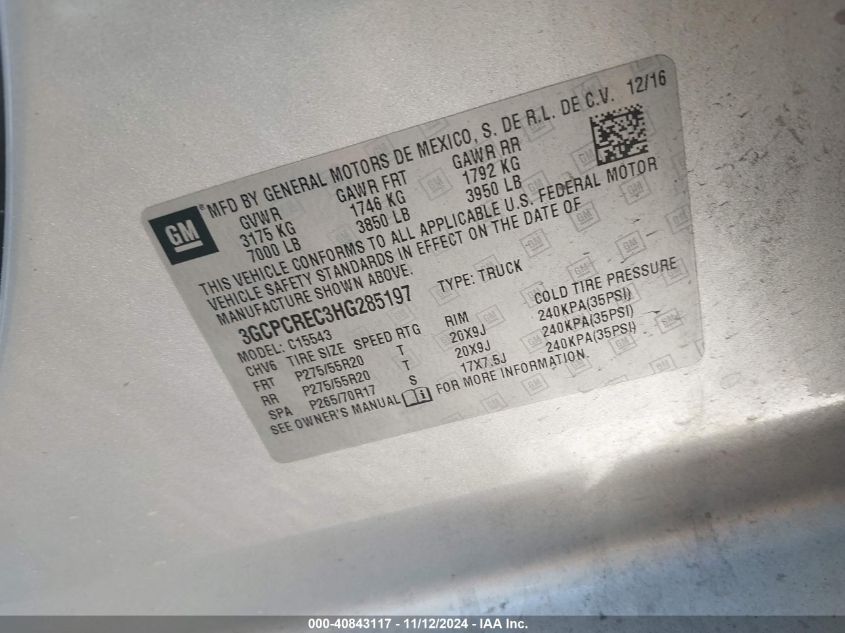 GM
® MFD BY GENERAL MOTORS DE MEXICO, S. DE R.L. DE C.V. 12/16
GVWR GAWR FRT GAWR RR
3175 KG 1746 KG 1792 KG
7000 LB 3850 LB 3950 LB
THIS VEHICLE CONFORMS TO ALL APPLICABLE U.S. FEDERAL MOTOR
VEHICLE SAFETY STANDARDS IN EFFECT ON THE DATE OF
MANUFACTURE SHOWN ABOVE.
3GCPCREC3HG285197 TYPE: TRUCK
MODEL: C15543
CHV6 TIRE SIZE SPEED RTG RIM COLD TIRE PRESSURE
FRT P275/55R20 T 20X9J 240KPA(35PSI)
RR P275/55R20 T 20X9J 240KPA(35PSI)
SPA P265/70R17 S 17X7.5J 240KPA(35PSI)
SEE OWNER'S MANUAL i FOR MORE INFORMATION.
000-40843117 - 11/12/2024 - IAA Inc.